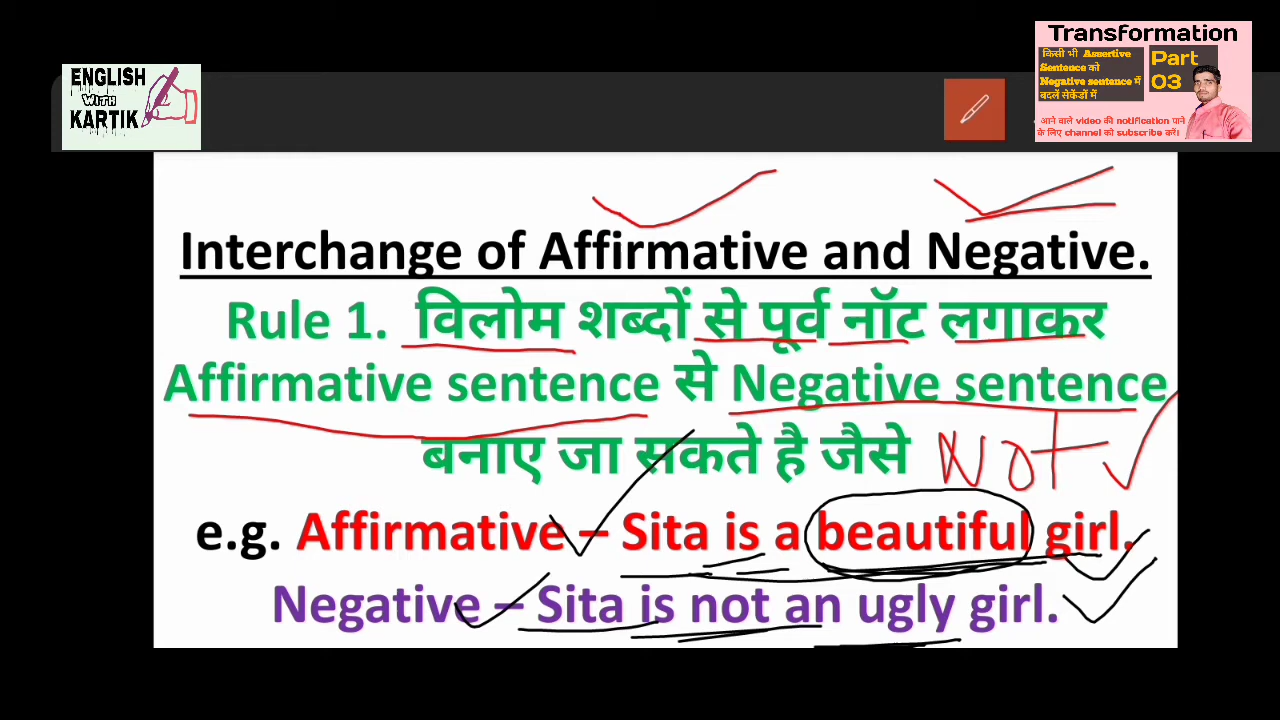 ENGLISH
WITH
KARTIK
Transformation
किसी भी Assertive
Sentence को
Negative sentence में
बदलें सेकेंडों में
Part
03
आने वाले video की notification पाने
के लिए channel को subscribe करें।
Interchange of Affirmative and Negative.
Rule 1. विलोम शब्दों से पूर्व नॉट लगाकर
Affirmative sentence से Negative sentence
बनाए जा सकते है जैसे
Not
e.g. Affirmative – Sita is a beautiful girl.
Negative – Sita is not an ugly girl.